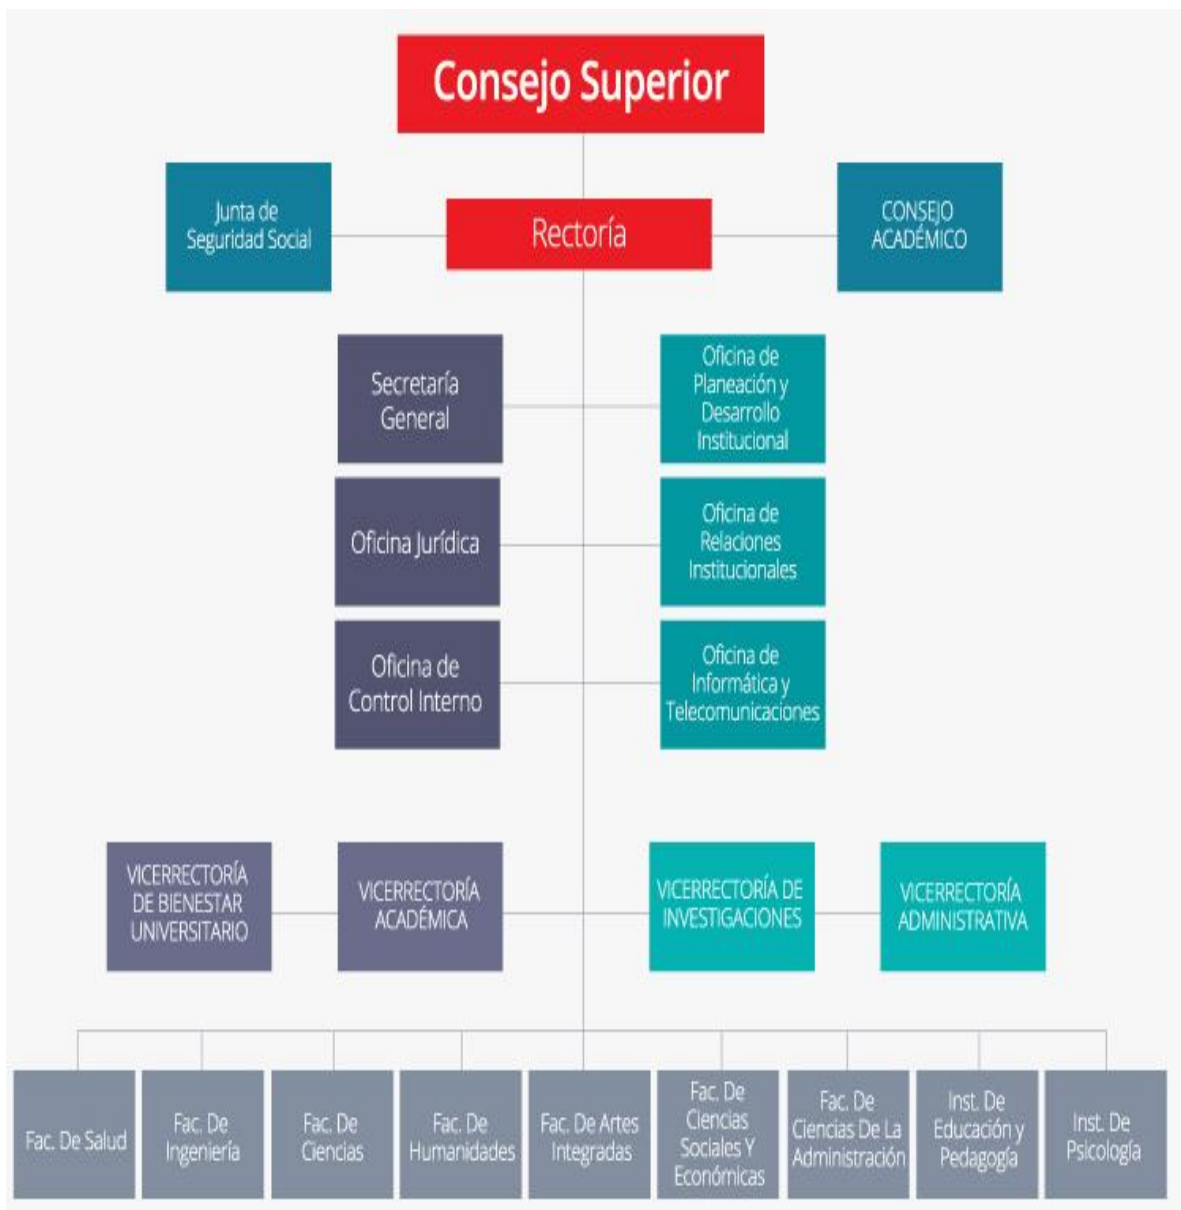 Consejo Superior
Junta de
Seguridad Social
Rectoría
CONSEJO
ACADÉMICO
Secretaría
General
Oficina de
Planeación y
Desarrollo
Institucional
Oficina Jurídica
Oficina de
Relaciones
Institucionales
Oficina de
Control Interno
Oficina de
Informática y
Telecomunicaciones
VICERRECTORÍA
DE BIENESTAR
UNIVERSITARIO
VICERRECTORÍA
ACADÉMICA
VICERRECTORÍA DE
INVESTIGACIONES
VICERRECTORÍA
ADMINISTRATIVA
Fac. De Salud
Fac. De
Ingeniería
Fac. De
Ciencias
Fac. De
Humanidades
Fac. De Artes
Integradas
Fac. De
Ciencias
Sociales Y
Económicas
Fac. De
Ciencias De La
Administración
Inst. De
Educación y
Pedagogía
Inst. De
Psicología